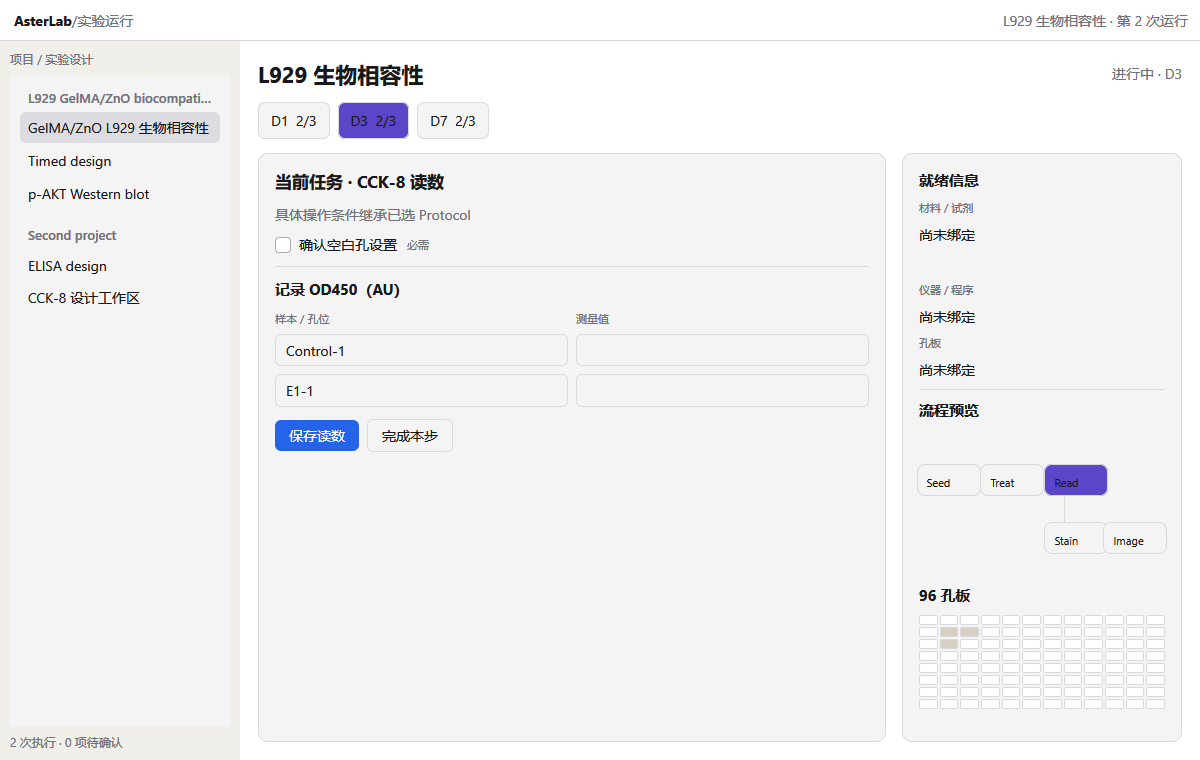 AsterLab/实验运行
L929 生物相容性 · 第 2 次运行
项目 / 实验设计
L929 GelMA/ZnO biocompati...
GelMA/ZnO L929 生物相容性
Timed design
p-AKT Western blot
Second project
ELISA design
CCK-8 设计工作区
2 次执行 · 0 项待确认
L929 生物相容性
进行中 · D3
D1 2/3
D3 2/3
D7 2/3
当前任务 · CCK-8 读数
具体操作条件继承已选 Protocol
确认空白孔设置 必需
记录 OD450（AU）
样本 / 孔位
测量值
Control-1
E1-1
保存读数
完成本步
就绪信息
材料 / 试剂
尚未绑定
仪器 / 程序
尚未绑定
孔板
尚未绑定
流程预览
Seed
Treat
Read
Stain
Image
96 孔板